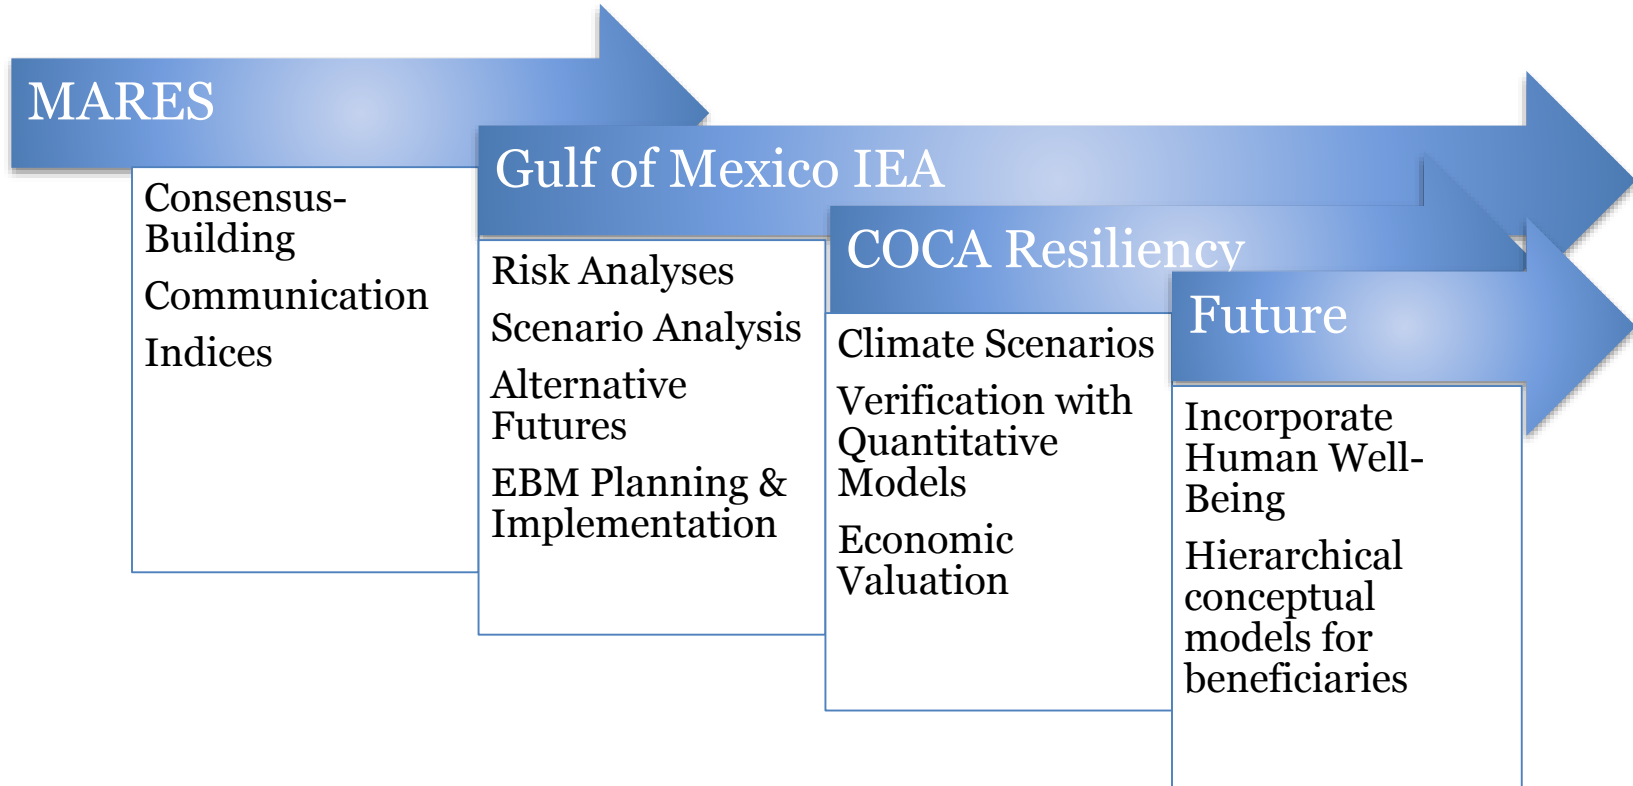 MARES
Consensus-
Building
Communication
Indices
Gulf of Mexico IEA
Risk Analyses
Scenario Analysis
Alternative
Futures
EBM Planning &
Implementation
COCA Resiliency
Climate Scenarios
Verification with
Quantitative
Models
Economic
Valuation
Future
Incorporate
Human Well-
Being
Hierarchical
conceptual
models for
beneficiaries